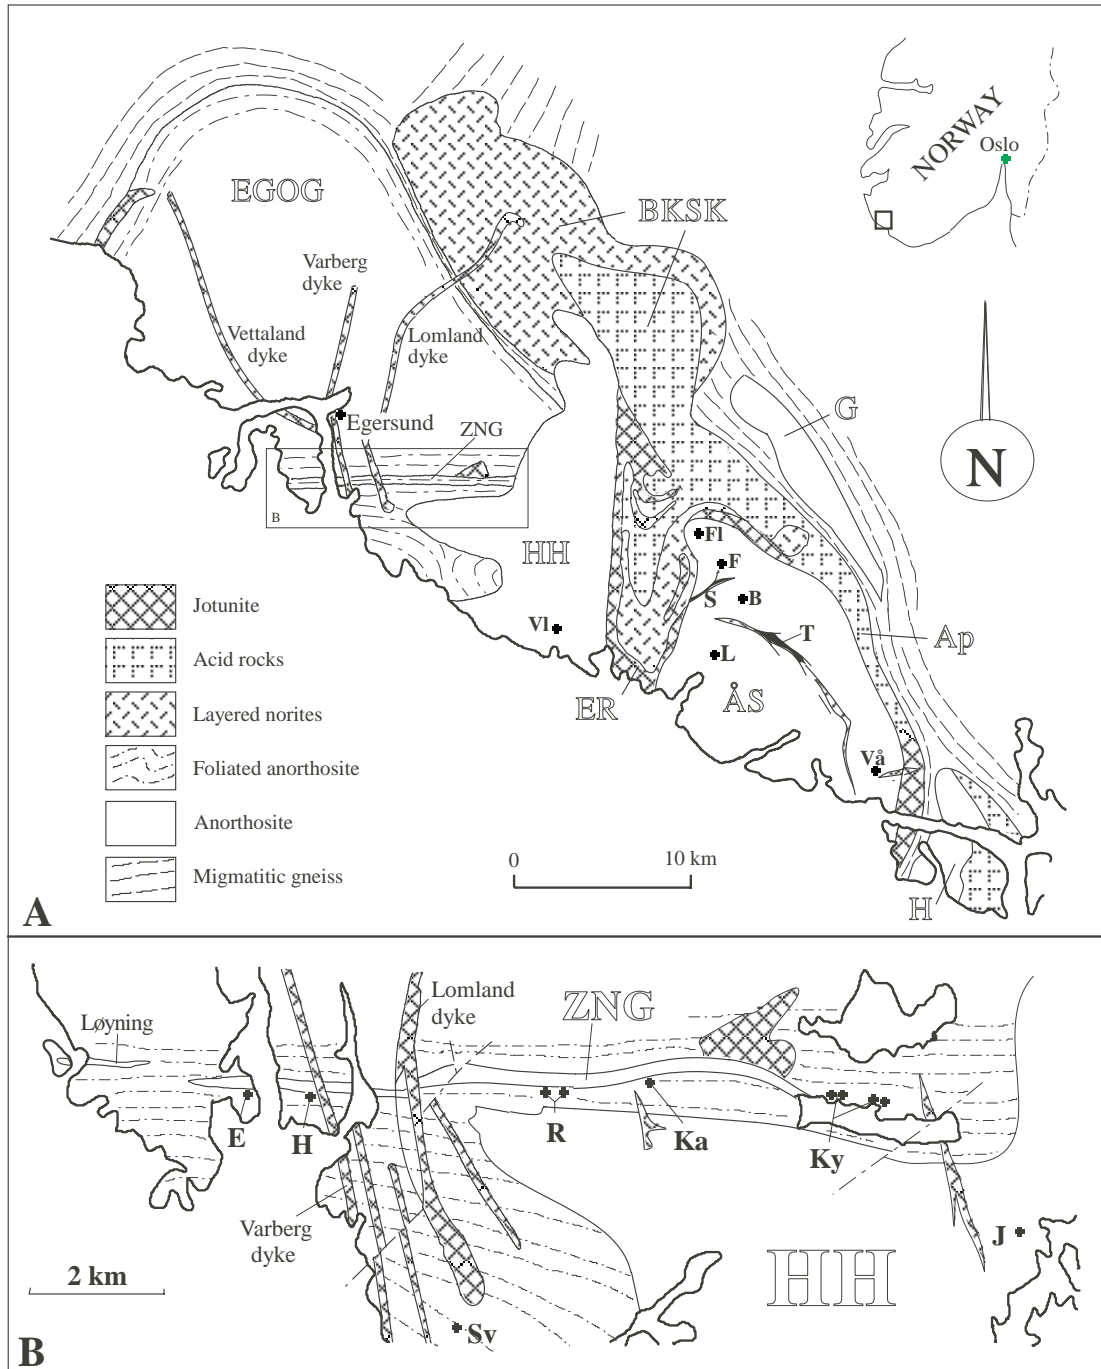 NORWAY
Oslo
EGOG
BKSK
Varberg
dyke
Vettaland
dyke
Lomland
dyke
G
Egersund
ZNG
N
B
Fl
HH
F
S
B
Jotunite
Vl
T
Ap
Acid rocks
L
ER
ÅS
Layered norites
Vå
Foliated anorthosite
Anorthosite
0
10 km
Migmatitic gneiss
H
A
Lomland
dyke
ZNG
Løyning
E
H
R
Ka
Ky
Varberg
dyke
J
HH
2 km
Sv
B